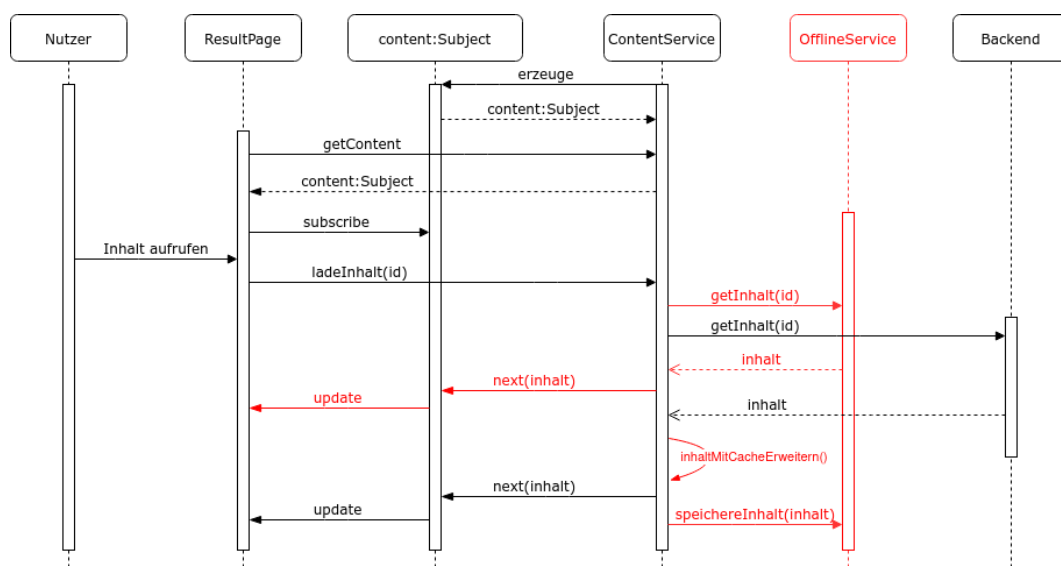 Nutzer
ResultPage
content:Subject
ContentService
OfflineService
Backend
erzeuge
content:Subject
getContent
content:Subject
subscribe
Inhalt aufrufen
ladeInhalt(id)
getInhalt(id)
getInhalt(id)
inhalt
next(inhalt)
update
inhalt
inhaltMitCacheErweitern()
next(inhalt)
update
speichereInhalt(inhalt)